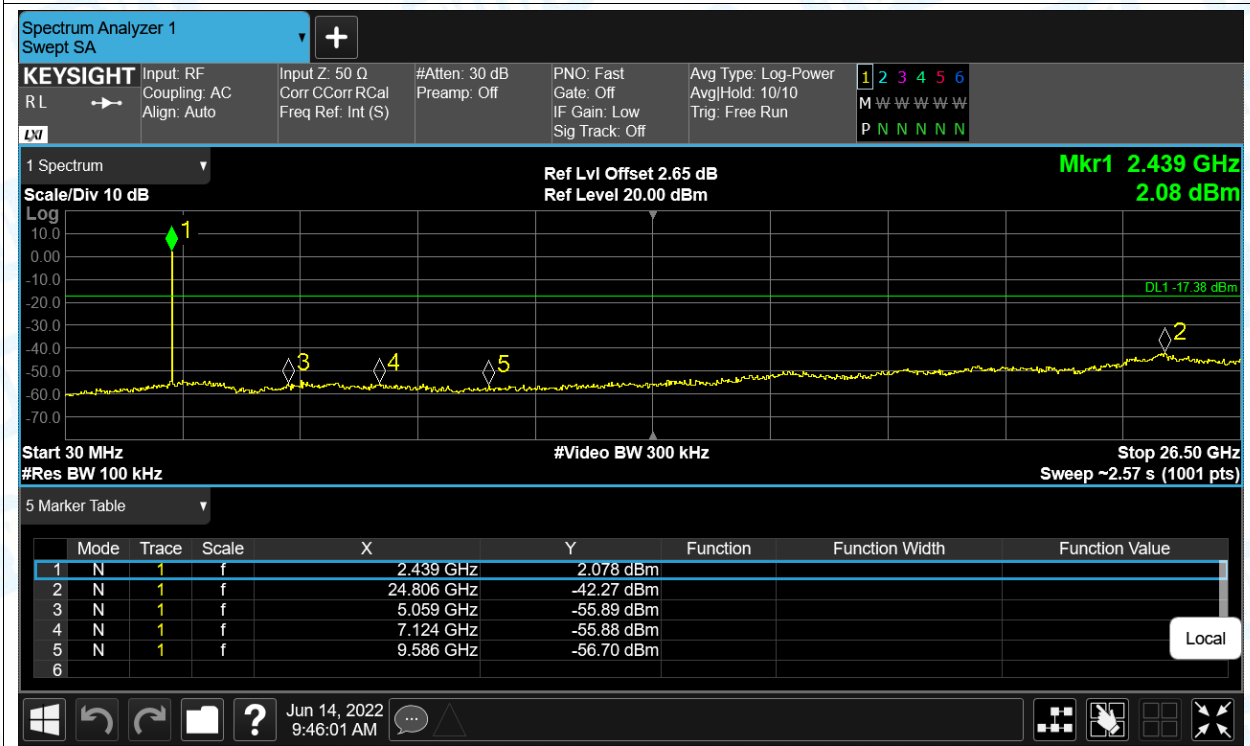 Spectrum Analyzer 1
Swept SA
KEYSIGHT
R L
LXI
Input: RF
Coupling: AC
Align: Auto
Input Z: 50 Ω
Corr CCorr RCal
Freq Ref: Int (S)
#Atten: 30 dB
Preamp: Off
PNO: Fast
Gate: Off
IF Gain: Low
Sig Track: Off
Avg Type: Log-Power
Avg|Hold: 10/10
Trig: Free Run
1 2 3 4 5 6
M W W W W W
P N N N N N
1 Spectrum
Scale/Div 10 dB
Ref Lvl Offset 2.65 dB
Ref Level 20.00 dBm
Mkr1 2.439 GHz
2.08 dBm
Log
10.0
0.00
-10.0
-20.0
-30.0
-40.0
-50.0
-60.0
-70.0
1
DL1 -17.38 dBm
2
3
4
5
Start 30 MHz
#Res BW 100 kHz
#Video BW 300 kHz
Stop 26.50 GHz
Sweep ~2.57 s (1001 pts)
5 Marker Table
Mode Trace Scale X Y Function Function Width Function Value
1 N 1 f 2.439 GHz 2.078 dBm
2 N 1 f 24.806 GHz -42.27 dBm
3 N 1 f 5.059 GHz -55.89 dBm
4 N 1 f 7.124 GHz -55.88 dBm
5 N 1 f 9.586 GHz -56.70 dBm
6
Local
?
Jun 14, 2022
9:46:01 AM